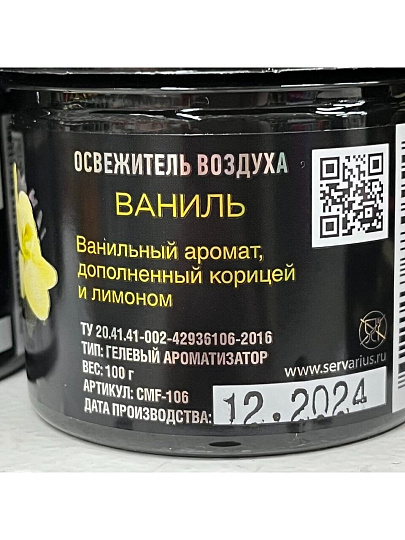 ОСВЕЖИТЕЛЬ ВОЗДУХА
ВАНИЛЬ
Ванильный аромат,
дополненный корицей
и лимоном
ТУ 20.41.41-002-42936106-2016
ТИП: ГЕЛЕВЫЙ АРОМАТИЗАТОР
ВЕС: 100 г
АРТИКУЛ: CMF-106
ДАТА ПРОИЗВОДСТВА:
12.2024
www.servarius.ru